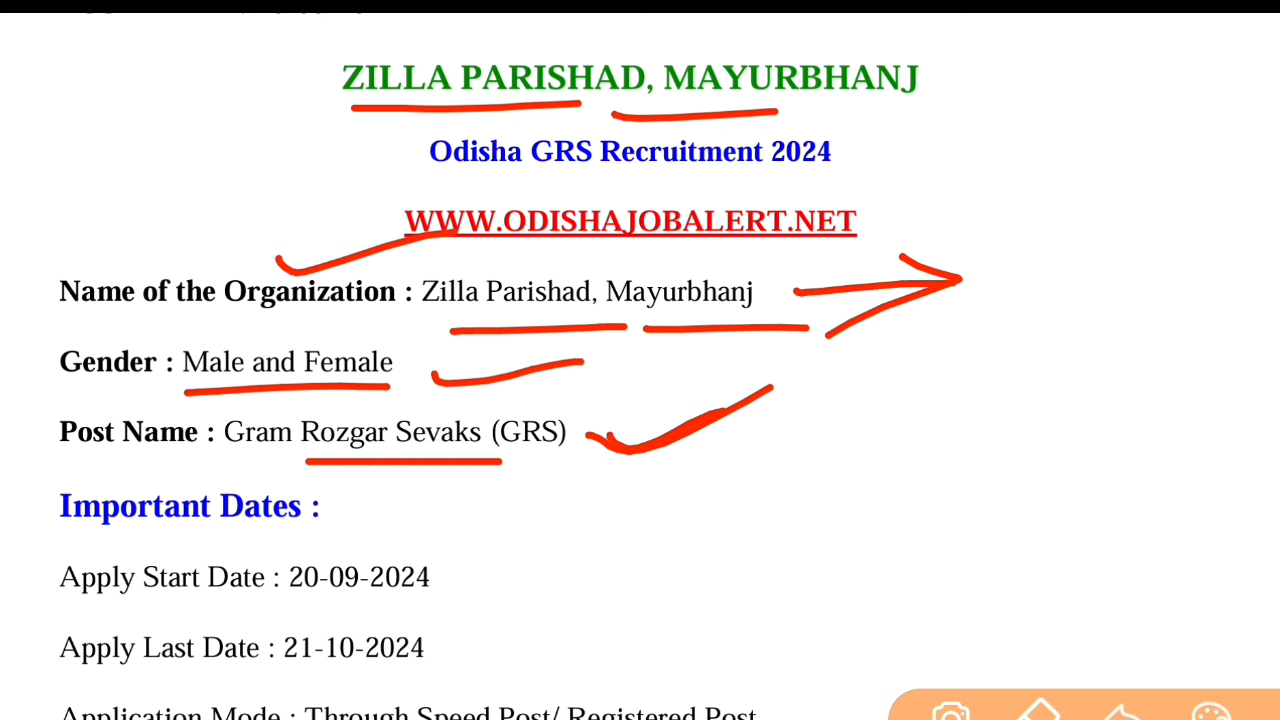 ZILLA PARISHAD, MAYURBHANJ
Odisha GRS Recruitment 2024
WWW.ODISHAJOBALERT.NET
Name of the Organization : Zilla Parishad, Mayurbhanj
Gender : Male and Female
Post Name : Gram Rozgar Sevaks (GRS)
Important Dates :
Apply Start Date : 20-09-2024
Apply Last Date : 21-10-2024
Application Mode : Through Speed Post/ Registered Post